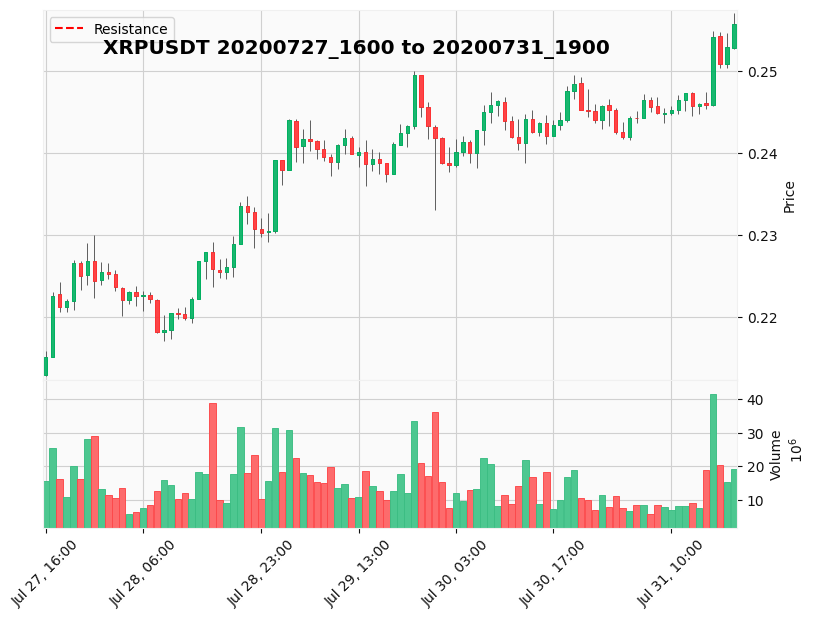 Resistance
XRPUSDT 20200727_1600 to 20200731_1900
0.25
0.24
0.23
0.22
Price
40
30
20
10
Volume
10^6
Jul 27, 16:00
Jul 28, 06:00
Jul 28, 23:00
Jul 29, 13:00
Jul 30, 03:00
Jul 30, 17:00
Jul 31, 10:00